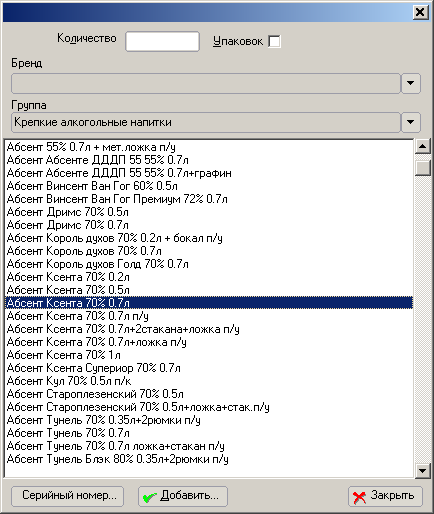 Количество Упаковок
Бренд
Группа
Крепкие алкогольные напитки
Абсент 55% 0.7л + мет.ложка п/у
Абсент Абсенте ДДДП 55 55% 0.7л
Абсент Абсенте ДДДП 55 55% 0.7л+графин
Абсент Винсент Ван Гог 60% 0.5л
Абсент Винсент Ван Гог Премиум 72% 0.7л
Абсент Дримс 70% 0.5л
Абсент Дримс 70% 0.7л
Абсент Король духов 70% 0.2л + бокал п/у
Абсент Король духов 70% 0.7л
Абсент Король духов Голд 70% 0.7л
Абсент Ксента 70% 0.2л
Абсент Ксента 70% 0.5л
Абсент Ксента 70% 0.7л
Абсент Ксента 70% 0.7л п/у
Абсент Ксента 70% 0.7л+2стакана+ложка п/у
Абсент Ксента 70% 0.7л+ложка п/у
Абсент Ксента 70% 1л
Абсент Ксента Супериор 70% 0.7л
Абсент Кул 70% 0.5л п/к
Абсент Староплезенский 70% 0.5л
Абсент Староплезенский 70% 0.5л+ложка+стак.п/у
Абсент Тунель 70% 0.35л+2рюмки п/у
Абсент Тунель 70% 0.7л
Абсент Тунель 70% 0.7л ложка+стакан п/у
Абсент Тунель Блэк 80% 0.35л+2рюмки п/у
Серийный номер... Добавить... Закрыть